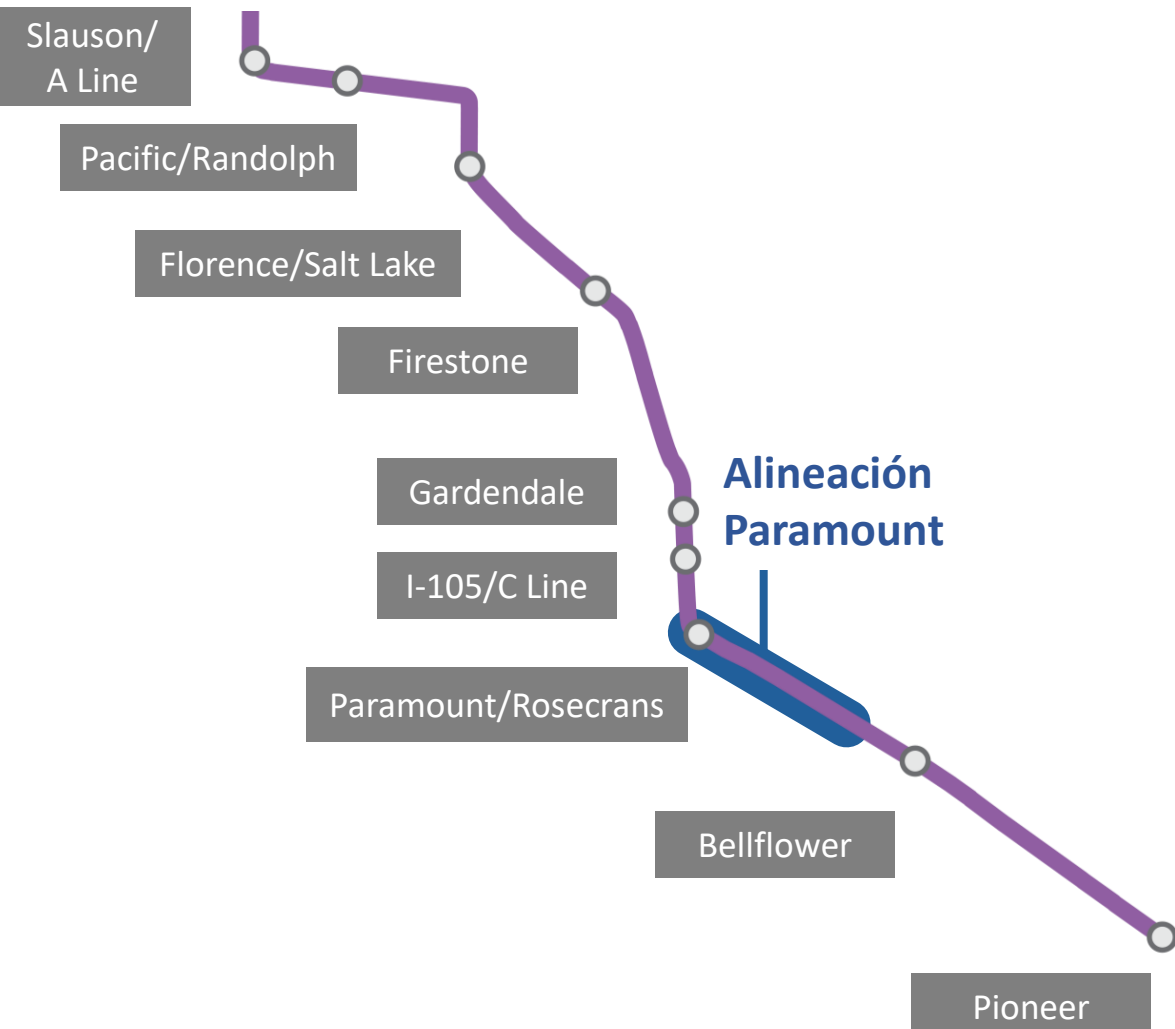 Slauson/
A Line
Pacific/Randolph
Florence/Salt Lake
Firestone
Gardendale
Alineación
Paramount
I-105/C Line
Paramount/Rosecrans
Bellflower
Pioneer